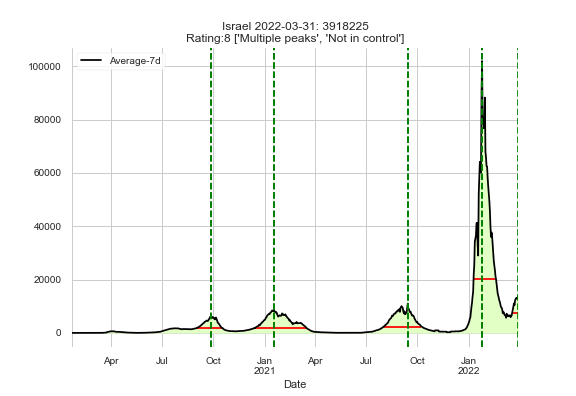 Israel 2022-03-31: 3918225
Rating:8 ['Multiple peaks', 'Not in control']
Average-7d
100000
80000
60000
40000
20000
0
Apr Jul Oct Jan Apr Jul Oct Jan
2021 2022
Date